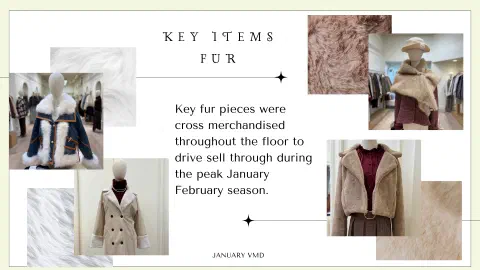 KEY ITEMS
FUR
Key fur pieces were
cross merchandised
throughout the floor to
drive sell through during
the peak January
February season.
JANUARY VMD